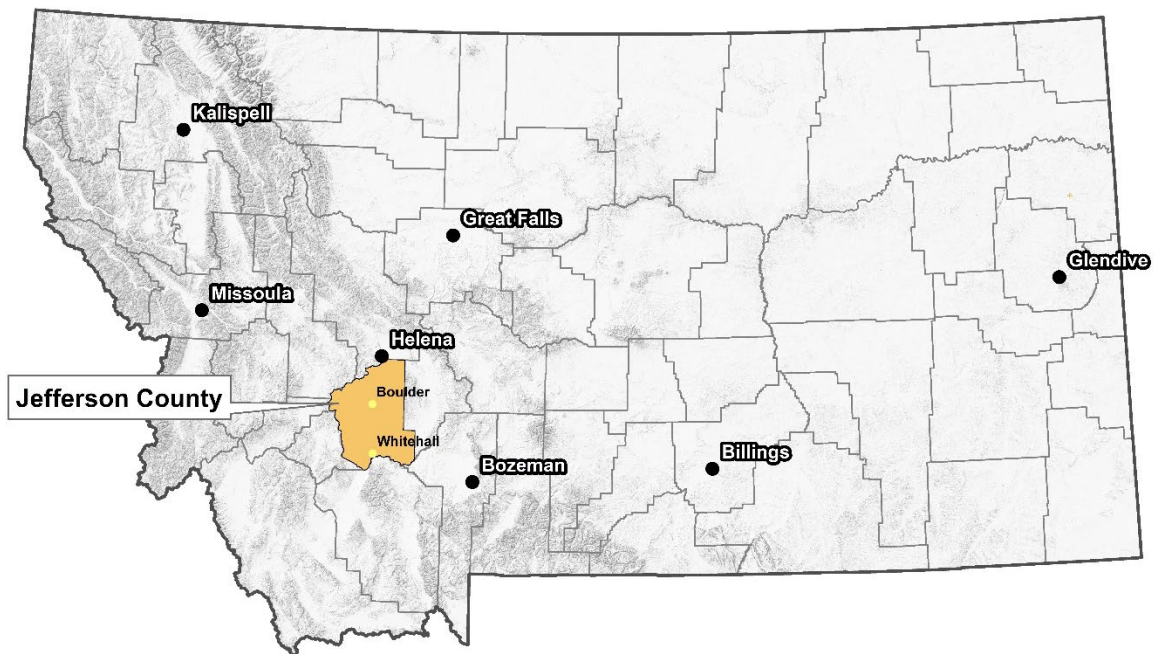 Kalispell
Great Falls
Glendive
Missoula
Helena
Jefferson County
Boulder
Whitehall
Billings
Bozeman